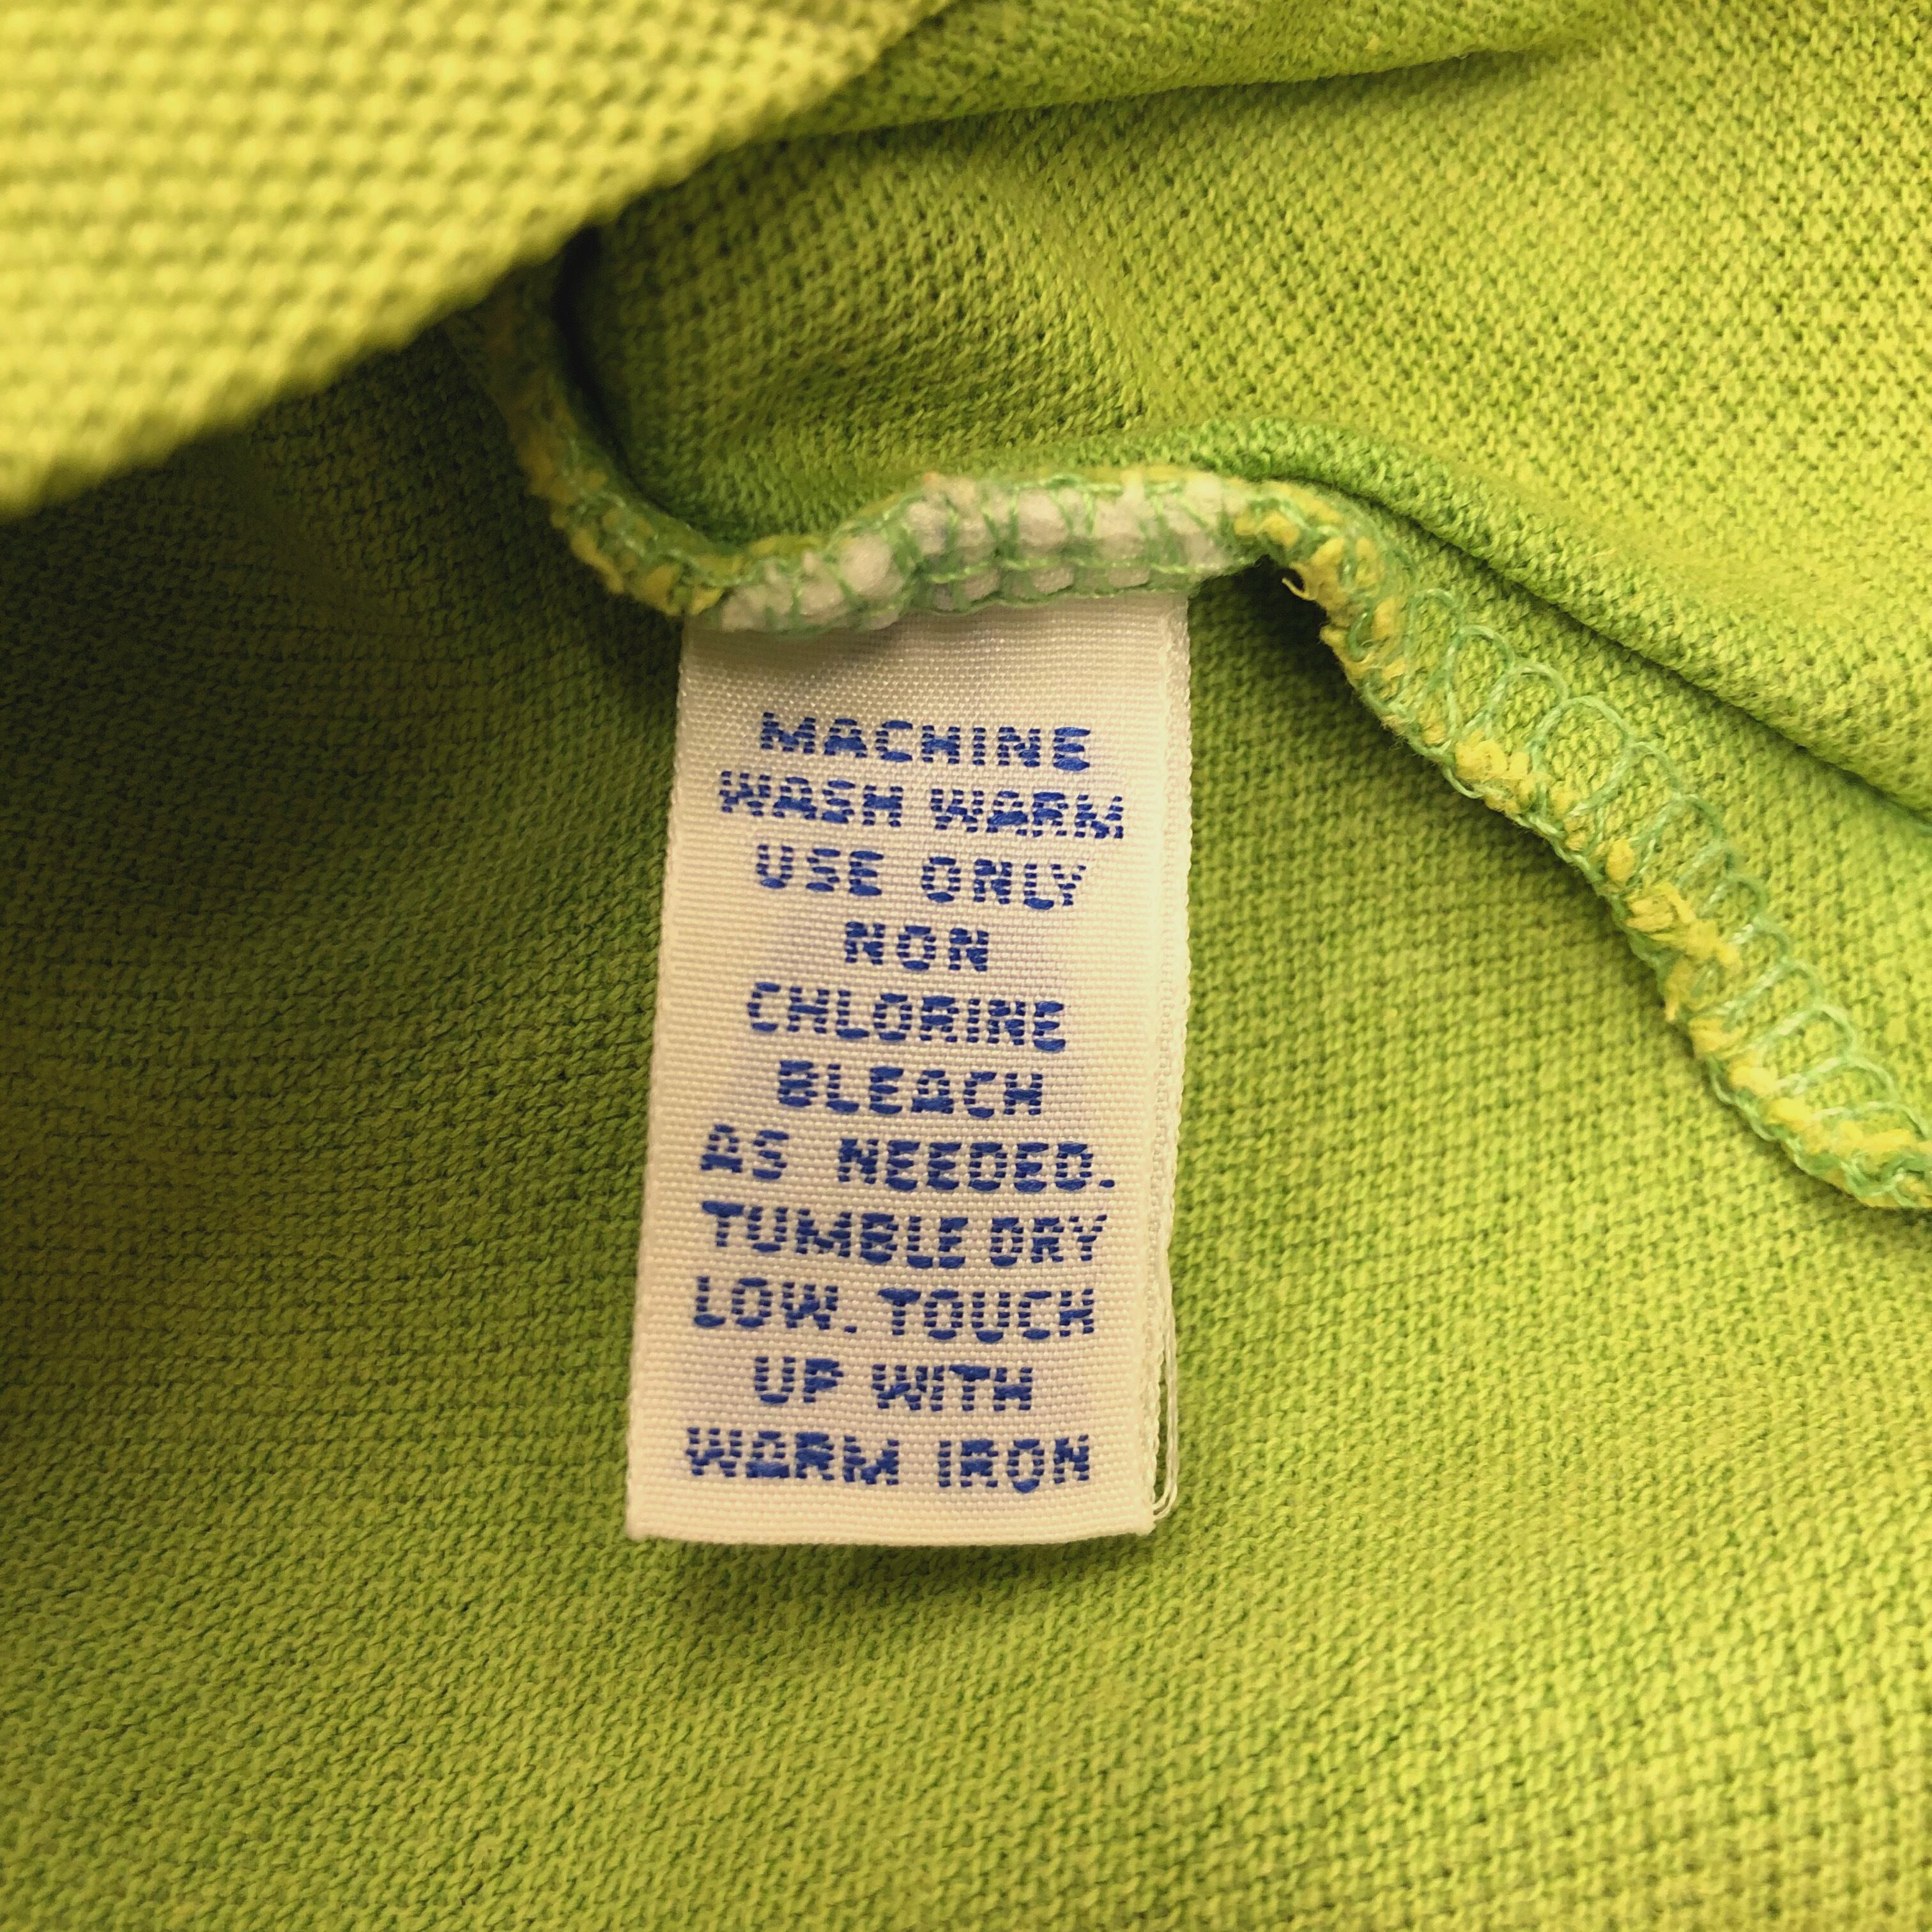 MACHINE
WASH WARM
USE ONLY
NON
CHLORINE
BLEACH
AS NEEDED.
TUMBLE DRY
LOW. TOUCH
UP WITH
WARM IRON